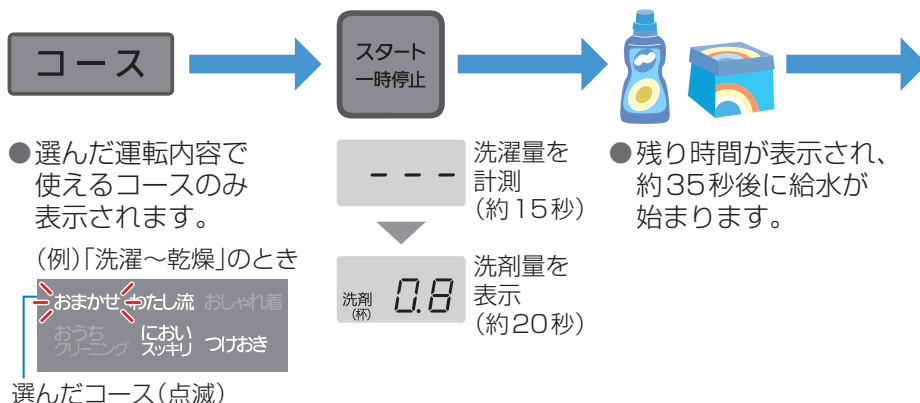 コース
スタート
一時停止
●選んだ運転内容で
使えるコースのみ
表示されます。
(例)「洗濯～乾燥」のとき
おまかせ わたし流 おしゃれ着
おうち
クリーニング
におい
スッキリ
つけおき
選んだコース(点滅)
---
洗濯量を
計測
(約15秒)
洗剤
(杯)
0.8
洗剤量を
表示
(約20秒)
●残り時間が表示され、
約35秒後に給水が
始まります。